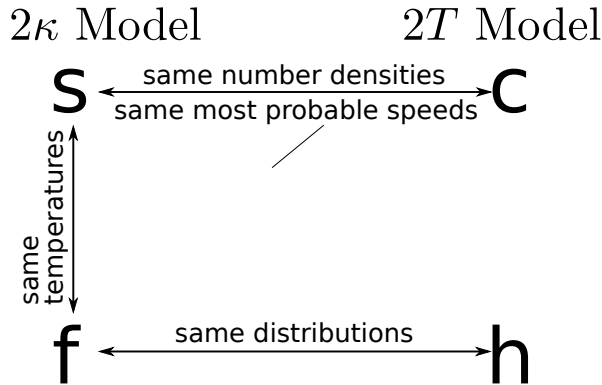 2κ Model 2T Model
s same number densities c
same most probable speeds
same
temperatures
f same distributions h